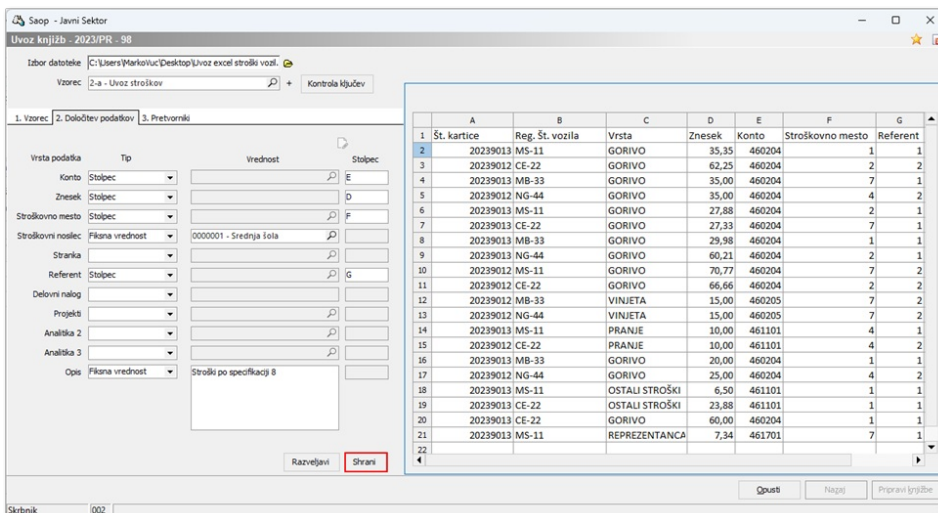 Saop - Javni Sektor
Uvoz knjižb - 2023/PR - 98
Izbor datoteke C:\Users\MarkoVuc\Desktop\Uvoz excel stroški vozil.
Vzorec 2-a - Uvoz stroškov + Kontrola ključev
1. Vzorec 2. Določitev podatkov 3. Pretvorniki
Vrsta podatka Tip Vrednost Stolpec
Konto Stolpec E
Znesek Stolpec D
Stroškovno mesto Stolpec F
Stroškovni nosilec Fiksna vrednost 0000001 - Srednja šola
Stranka
Referent Stolpec G
Delovni nalog
Projekti
Analitika 2
Analitika 3
Opis Fiksna vrednost Stroški po specifikaciji 8
Razveljavi Shrani
A B C D E F G
1 Št. kartice Reg. Št. vozila Vrsta Znesek Konto Stroškovno mesto Referent
2 20239013 MS-11 GORIVO 35,35 460204 1 1
3 20239012 CE-22 GORIVO 62,25 460204 2 2
4 20239013 MB-33 GORIVO 35,00 460204 7 1
5 20239012 NG-44 GORIVO 35,00 460204 4 2
6 20239013 MS-11 GORIVO 27,88 460204 2 1
7 20239013 CE-22 GORIVO 27,33 460204 7 1
8 20239013 MB-33 GORIVO 29,98 460204 1 1
9 20239013 NG-44 GORIVO 60,21 460204 2 1
10 20239012 MS-11 GORIVO 70,77 460204 7 2
11 20239012 CE-22 GORIVO 66,66 460204 2 2
12 20239012 MB-33 VINJETA 15,00 460205 7 2
13 20239012 NG-44 VINJETA 15,00 460205 7 2
14 20239013 MS-11 PRANJE 10,00 461101 4 1
15 20239012 CE-22 PRANJE 10,00 461101 4 2
16 20239013 MB-33 GORIVO 20,00 460204 1 1
17 20239012 NG-44 GORIVO 25,00 460204 4 2
18 20239013 MS-11 OSTALI STROŠKI 6,50 461101 1 1
19 20239013 CE-22 OSTALI STROŠKI 23,88 461101 1 1
20 20239013 CE-22 GORIVO 60,00 460204 1 1
21 20239013 MS-11 REPREZENTANCA 7,34 461701 7 1
22
Opusti Nazaj Pripravi knjižbe
Skrbnik 002